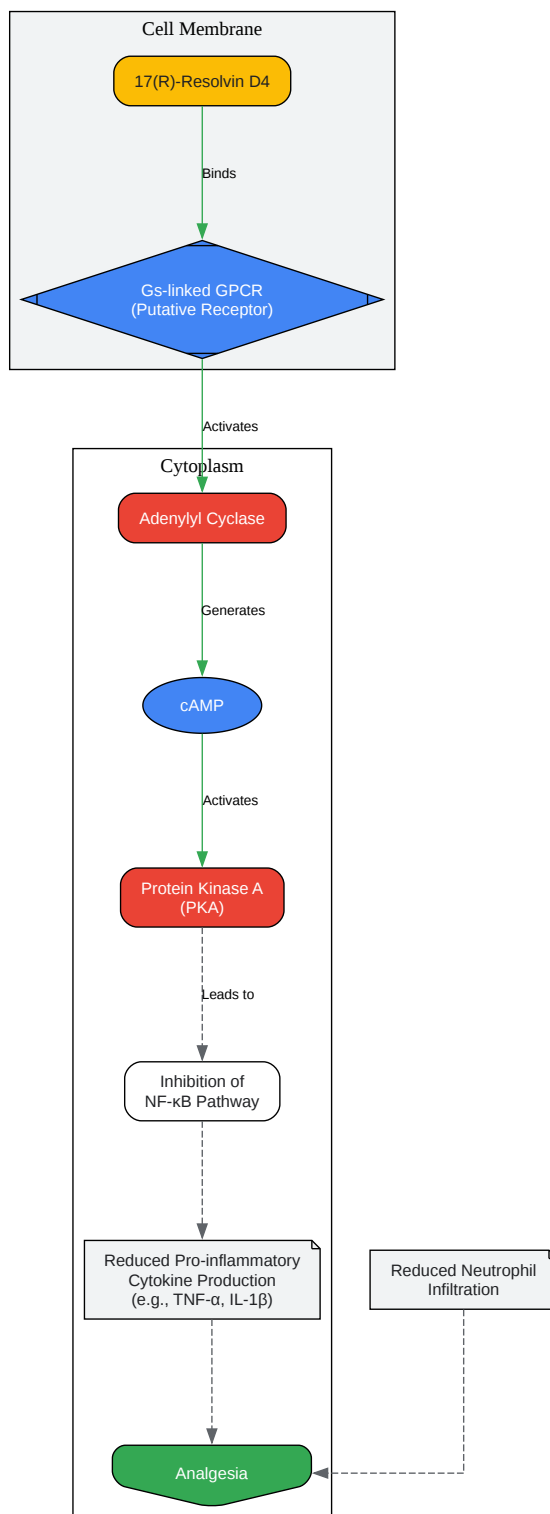 Cell Membrane
17(R)-Resolvin D4
Binds
Gs-linked GPCR
(Putative Receptor)
Activates
Cytoplasm
Adenylyl Cyclase
Generates
cAMP
Activates
Protein Kinase A
(PKA)
Leads to
Inhibition of
NF-κB Pathway
Reduced Pro-inflammatory
Cytokine Production
(e.g., TNF-α, IL-1β)
Reduced Neutrophil
Infiltration
Analgesia